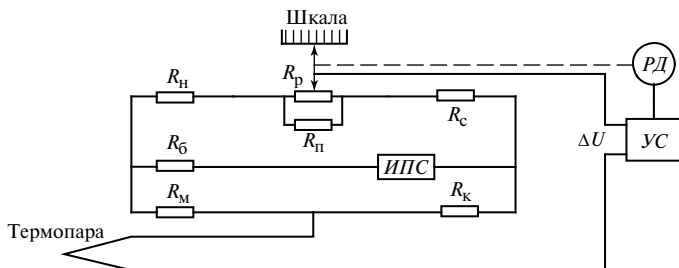 Шкала
R_н
R_р
R_с
РД
R_п
ΔU
УС
R_б
ИПС
R_м
R_к
Термопара